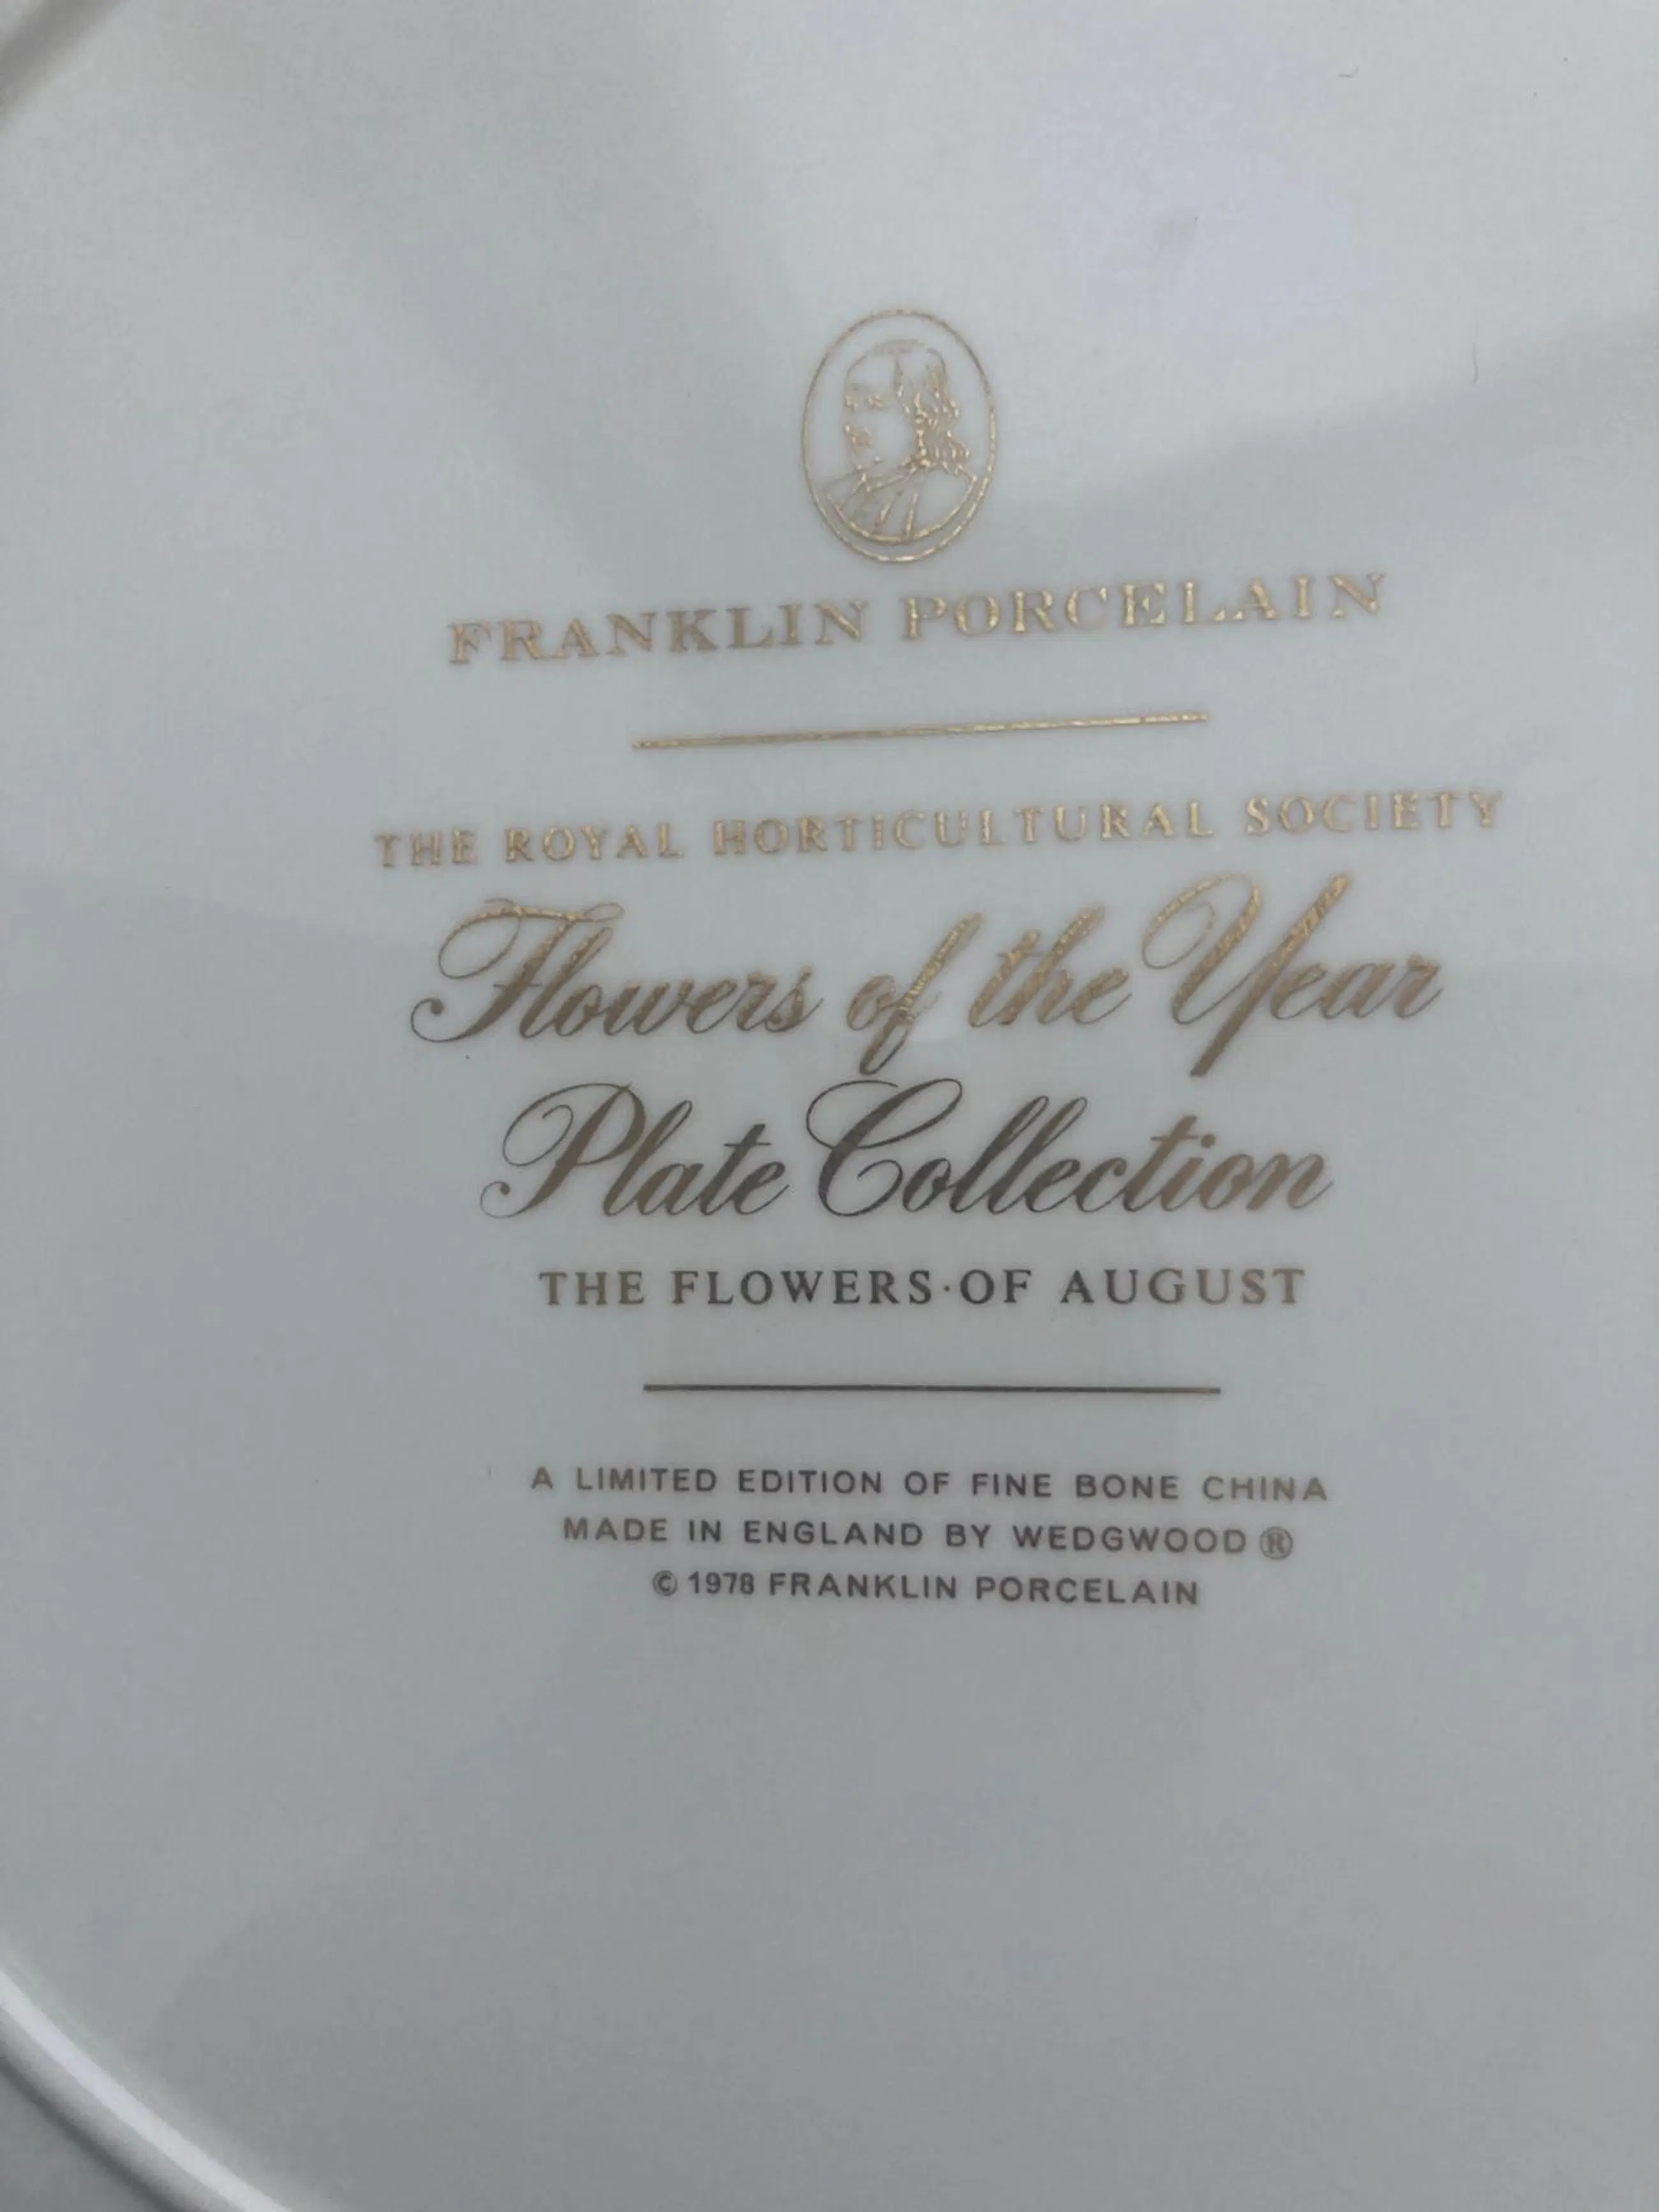 FRANKLIN PORCELAIN
THE ROYAL HORTICULTURAL SOCIETY
Flowers of the Year
Plate Collection
THE FLOWERS·OF AUGUST
A LIMITED EDITION OF FINE BONE CHINA
MADE IN ENGLAND BY WEDGWOOD ®
© 1978 FRANKLIN PORCELAIN